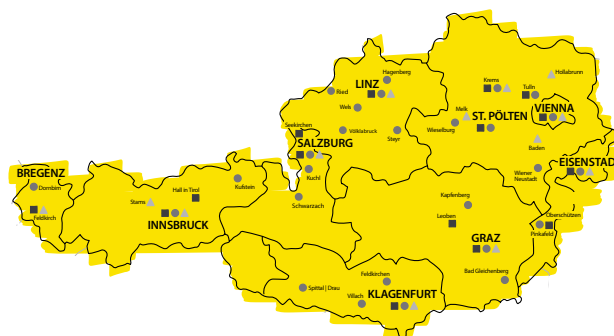 Hagenberg
LINZ
Ried
Wels
Völklabruck
Steyr
Krems
Tulln
Hollabrunn
Melk
ST. PÖLTEN
VIENNA
Wieselburg
Baden
Wiener
Neustadt
EISENSTAD
Seekirchen
SALZBURG
Kuchl
Schwarzach
BREGENZ
Dornbirn
Feldkirch
Stams
Hall in Tirol
Kufstein
INNSBRUCK
Kapfenberg
Leoben
GRAZ
Oberschützen
Pinkafeld
Bad Gleichenberg
Feldkirchen
Spittal | Drau
Villach
KLAGENFURT